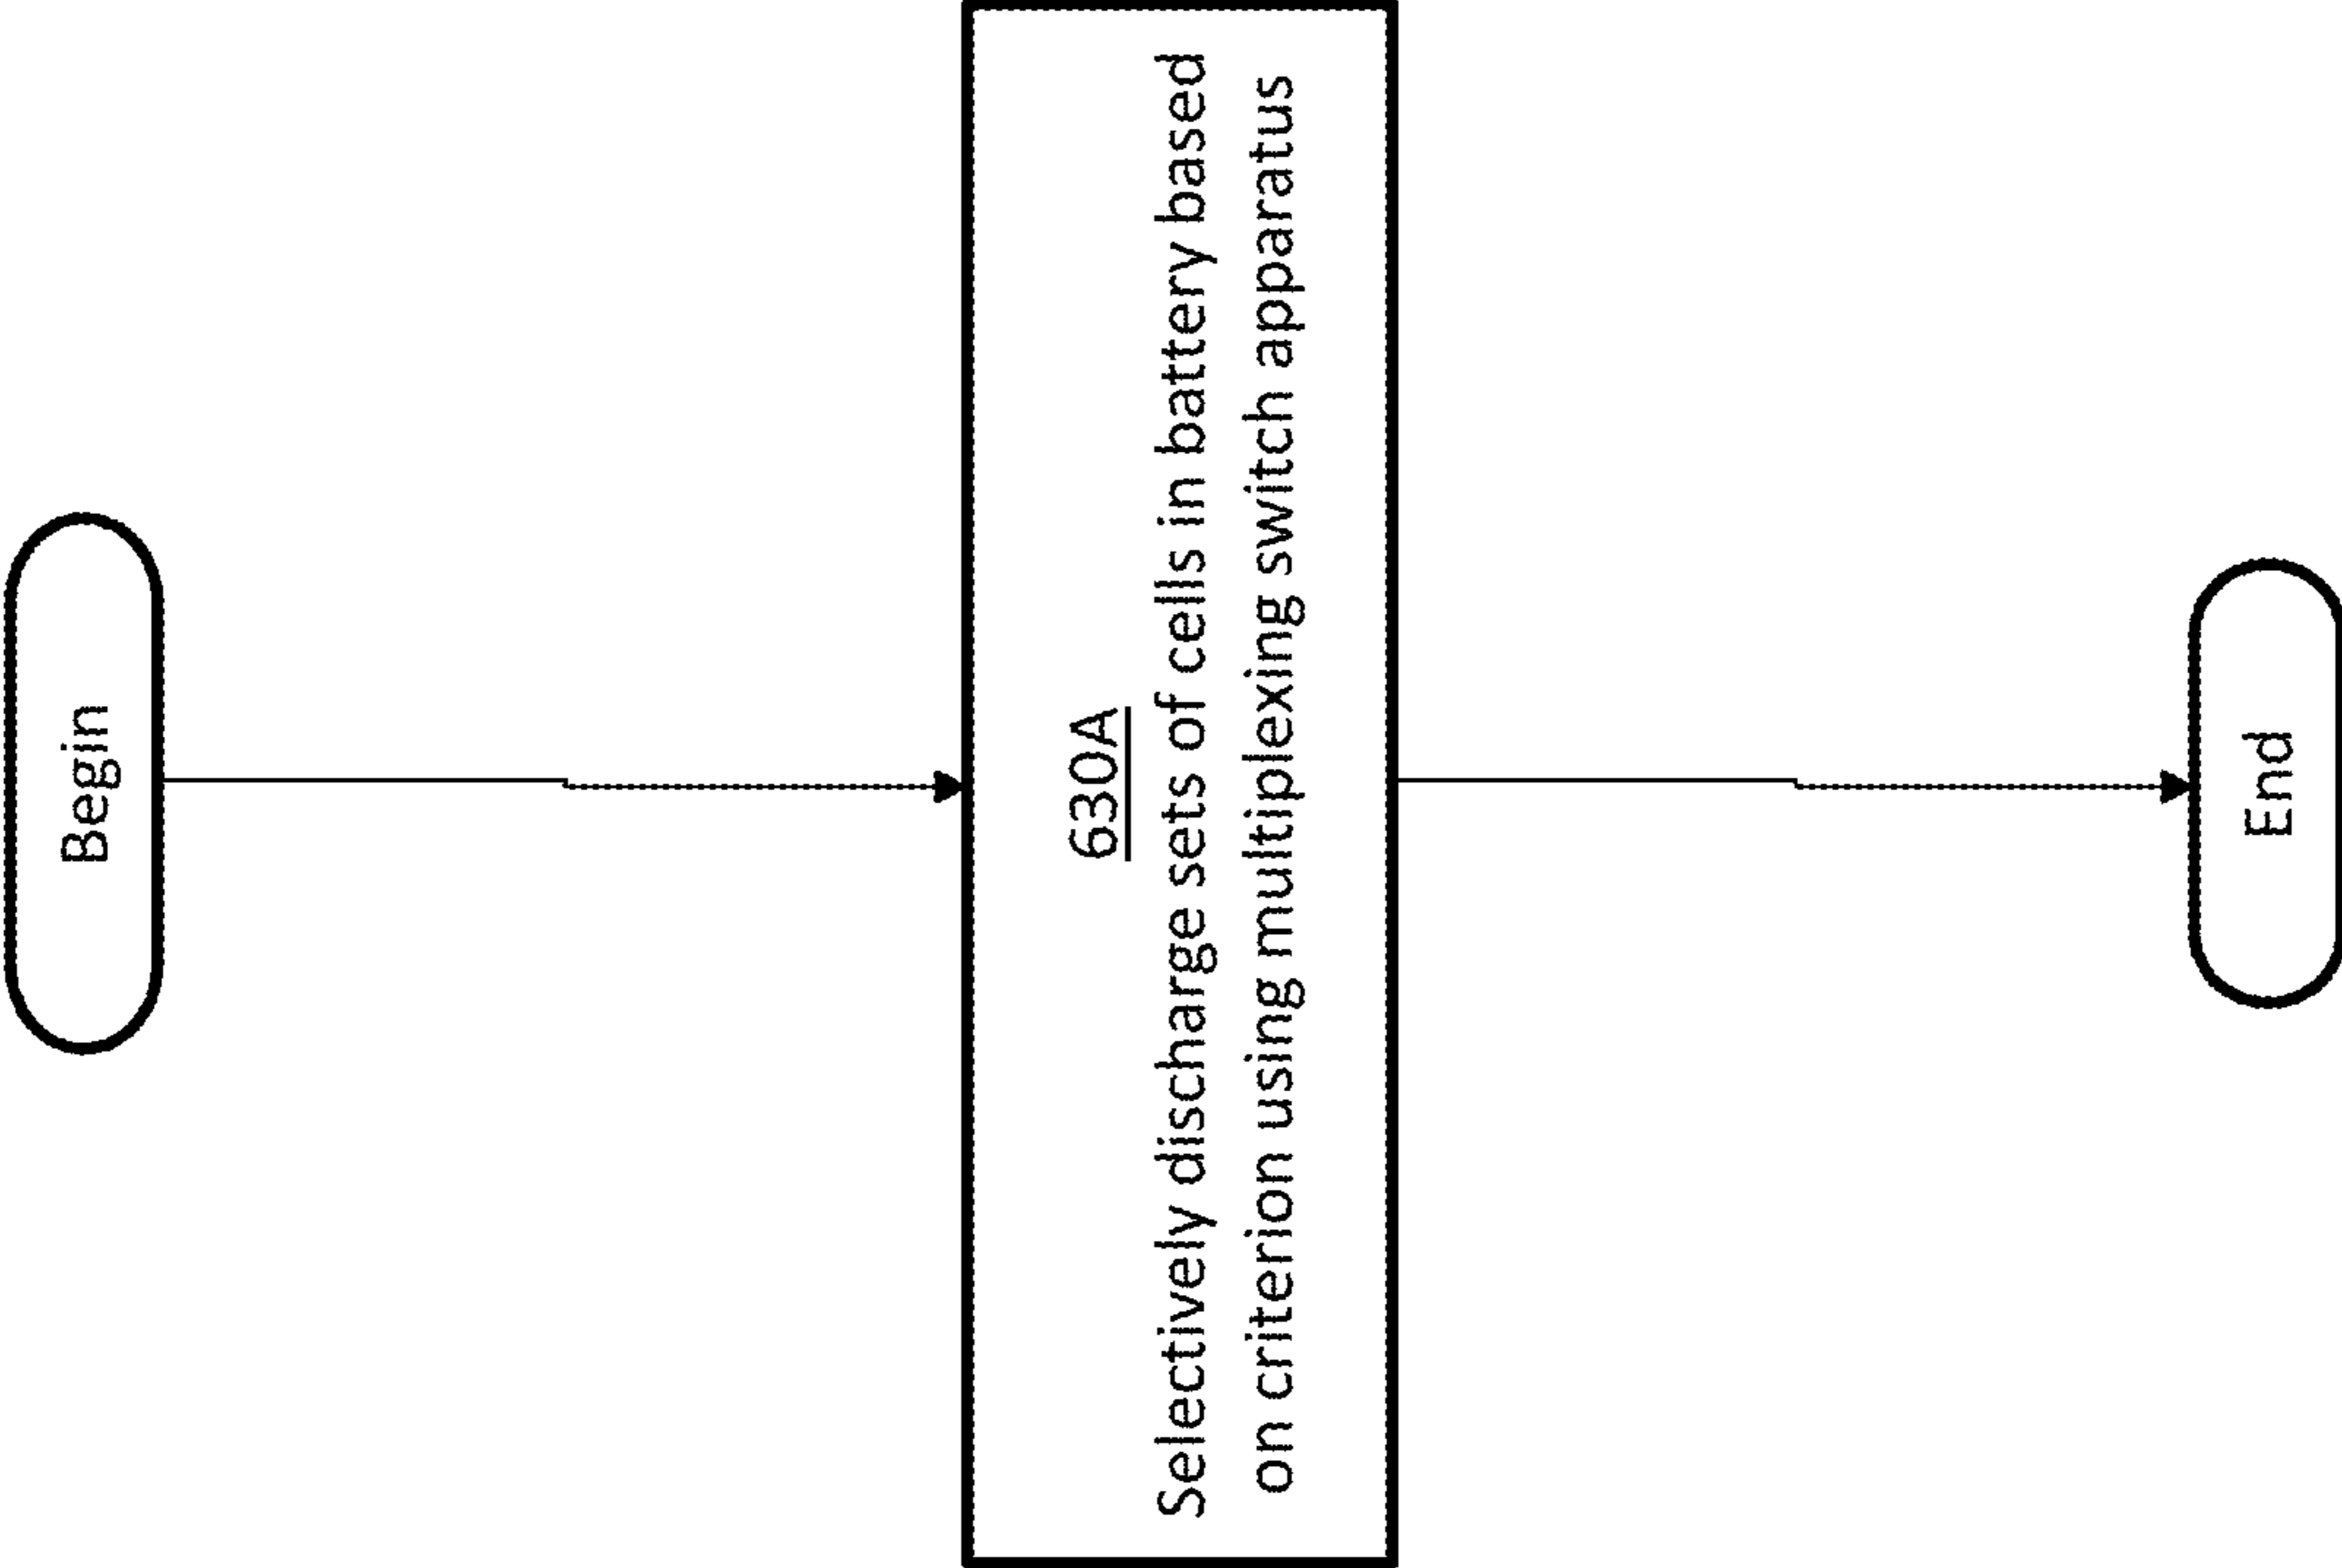 Begin
630A
Selectively discharge sets of cells in battery based
on criterion using multiplexing switch apparatus
End